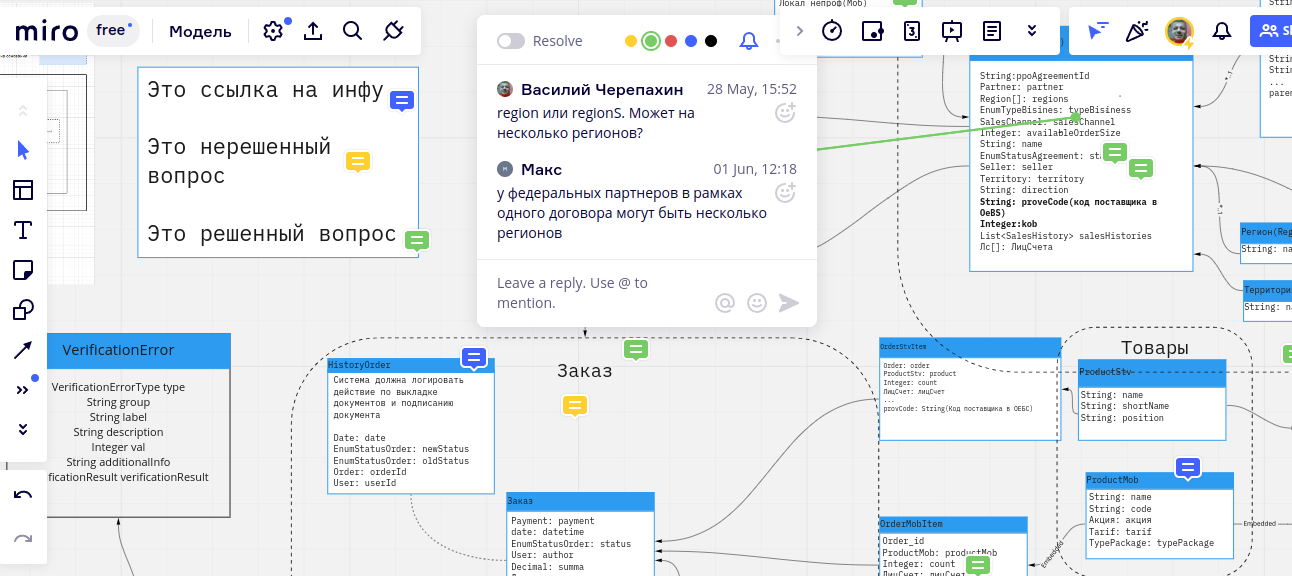 Локал непроф(Моб)
miro
free
Модель
Это ссылка на инфу
Это нерешенный
вопрос
Это решенный вопрос
Resolve
Василий Черепахин
28 May, 15:52
region или regionS. Может на
несколько регионов?
Макс
01 Jun, 12:18
у федеральных партнеров в рамках
одного договора могут быть несколько
регионов
Leave a reply. Use @ to
mention.
String:ppoAgreementId
Partner: partner
Region[]: regions
EnumTypeBisines: typeBisiness
SalesChannel: salesChannel
Integer: availableOrderSize
String: name
EnumStatusAgreement: sta
Seller: seller
Territory: territory
String: direction
String: proveCode(код поставщика в
OeBS)
Integer:kob
List<SalesHistory> salesHistories
Лс[]: ЛицСчета
Strin
Strin
...
paren
Регион(Reg
String: na
Территори
String: n
VerificationError
VerificationErrorType type
String group
String label
String description
Integer val
String additionalInfo
ficationResult verificationResult
HistoryOrder
Система должна логировать
действие по выкладке
документов и подписанию
документа
Date: date
EnumStatusOrder: newStatus
EnumStatusOrder: oldStatus
Order: orderId
User: userId
Заказ
Заказ
Payment: payment
date: datetime
EnumStatusOrder: status
User: author
Decimal: summa
OrderStvItem
Order: order
ProductStv: product
Integer: count
ЛицСчет: лицСчет
...
provCode: String(Код поставщика в ОЕБС)
OrderMobItem
Order_id
ProductMob: productMob
Integer: count
ЛицСчет: лицСчет
Товары
ProductStv
String: name
String: shortName
String: position
ProductMob
String: name
String: code
Акция: акция
Tarif: tarif
TypePackage: typePackage
Embedded
Embedded